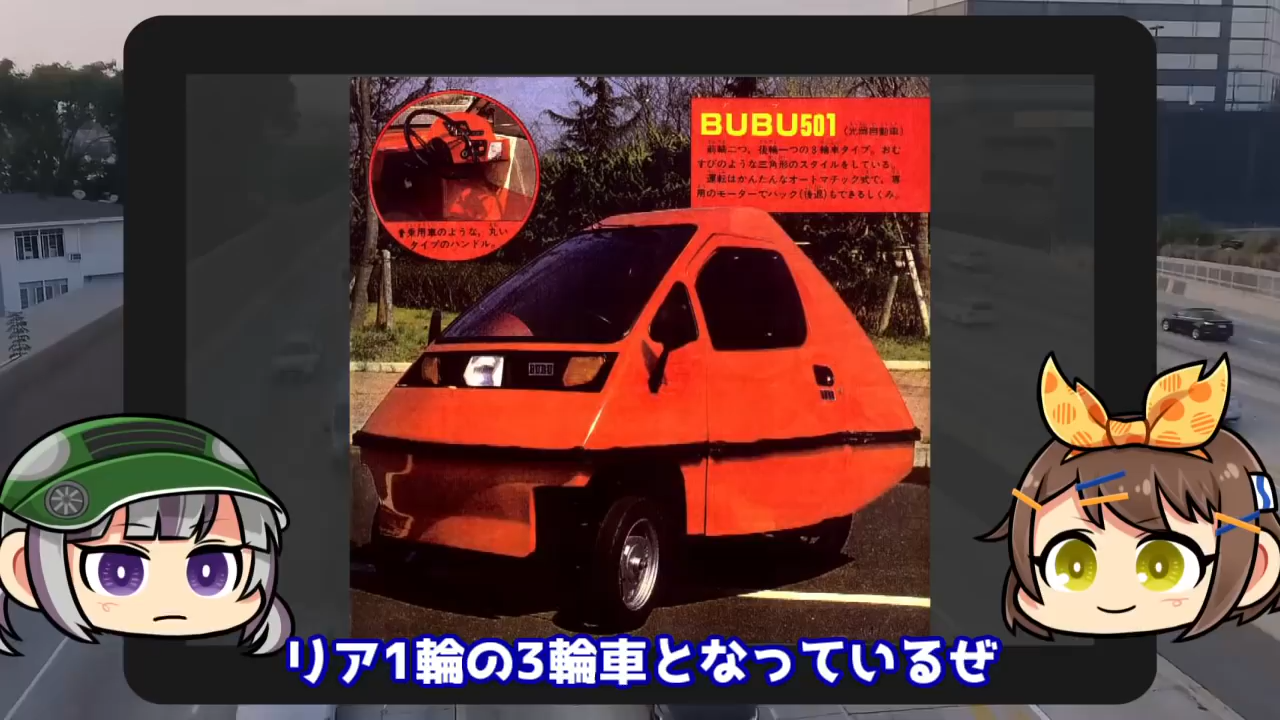 BUBU501 (光岡自動車)
前輪二つ、後輪一つの3輪車タイプ。おむ
すびのような三角形のスタイルをしている。
運転はかんたんなオートマチック式で、専
用のモーターでバック(後退)もできるしくみ。
乗用車のような、丸い
タイプのハンドル。
BUBU
リア1輪の3輪車となっているぜ